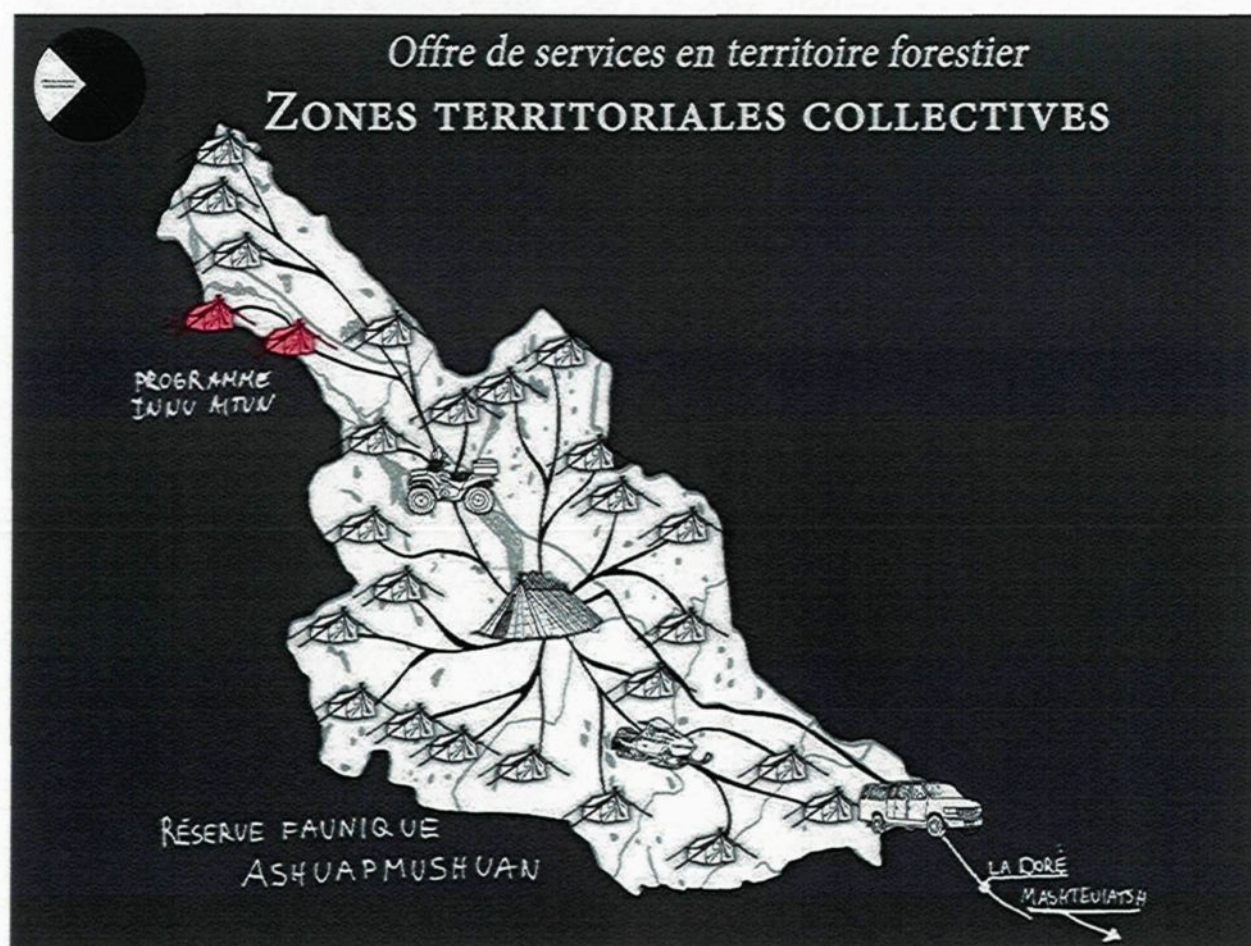 Offre de services en territoire forestier
ZONES TERRITORIALES COLLECTIVES
PROGRAMME
INNU AITUN
RÉSERVE FAUNIQUE
ASHUAPMUSHUAN
LA DORÉ
MASHTEUIATSH